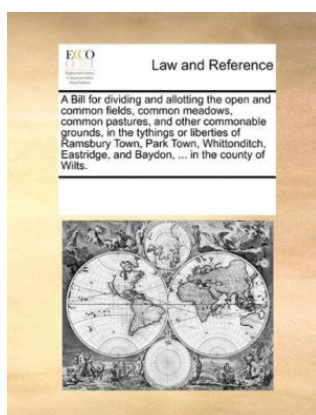 ECCO
Law and Reference
A Bill for dividing and allotting the open and
common fields, common meadows,
common pastures, and other commonable
grounds, in the tythings or liberties of
Ramsbury Town, Park Town, Whittonditch,
Eastridge, and Baydon, ... in the county of
Wilts.